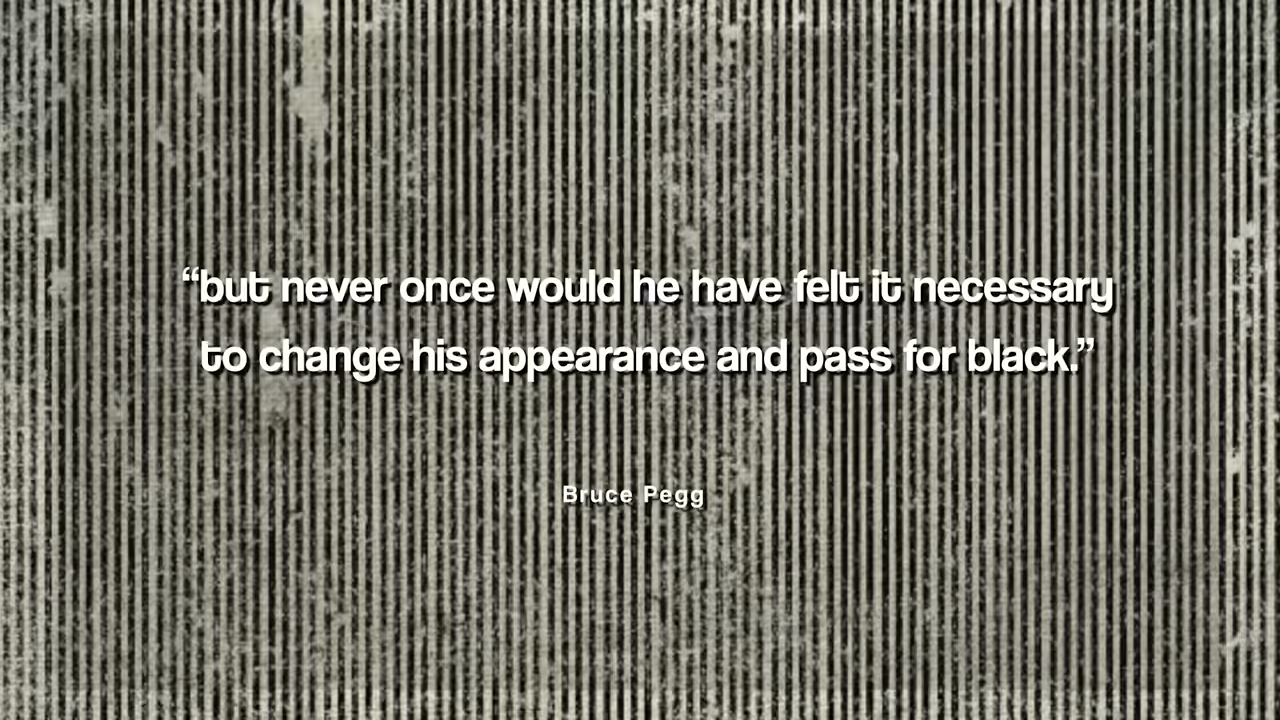 “but never once would he have felt it necessary
to change his appearance and pass for black.”
Bruce Pegg